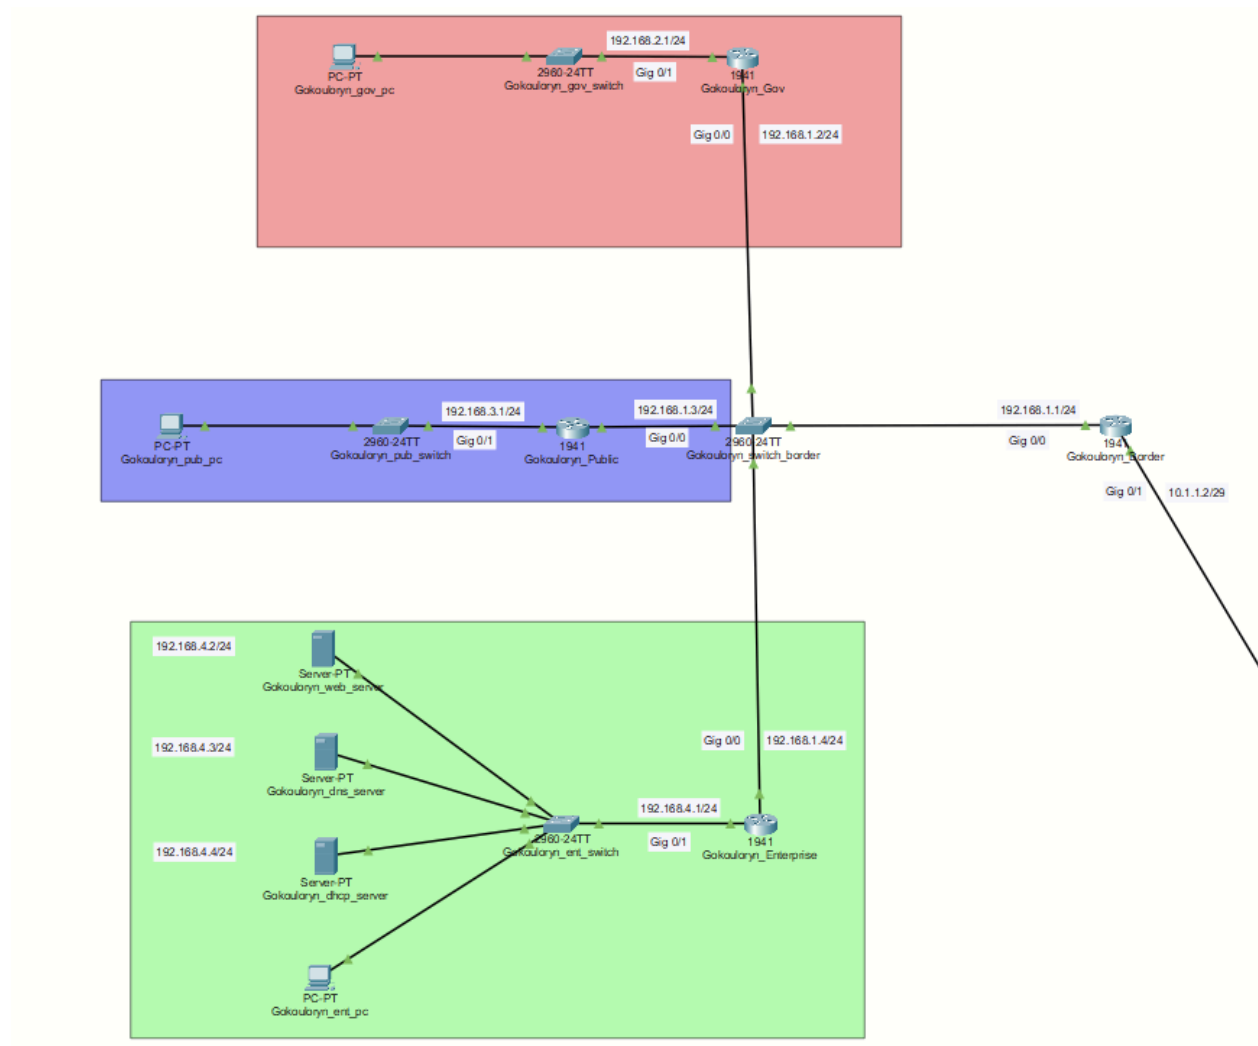 192.168.2.1/24
Gig 0/1
PC-PT
Gokoularyn_gov_pc
2960-24TT
Gokoularyn_gov_switch
1941
Gokoularyn_Gov
Gig 0/0
192.168.1.2/24
192.168.3.1/24
Gig 0/1
192.168.1.3/24
Gig 0/0
PC-PT
Gokoularyn_pub_pc
2960-24TT
Gokoularyn_pub_switch
1941
Gokoularyn_Public
2960-24TT
Gokoularyn_switch_border
192.168.1.1/24
Gig 0/0
1941
Gokoularyn_Border
Gig 0/1
10.1.1.2/29
192.168.4.2/24
Server-PT
Gokoularyn_web_server
192.168.4.3/24
Server-PT
Gokoularyn_dns_server
Gig 0/0
192.168.1.4/24
192.168.4.1/24
Gig 0/1
2960-24TT
Gokoularyn_ent_switch
1941
Gokoularyn_Enterprise
192.168.4.4/24
Server-PT
Gokoularyn_dhcp_server
PC-PT
Gokoularyn_ent_pc